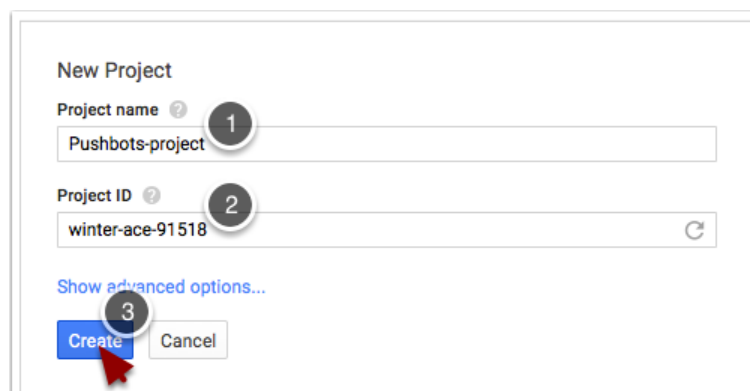 New Project
Project name ?
1
Pushbots-project
Project ID ?
2
winter-ace-91518
Show advanced options...
3
Create Cancel